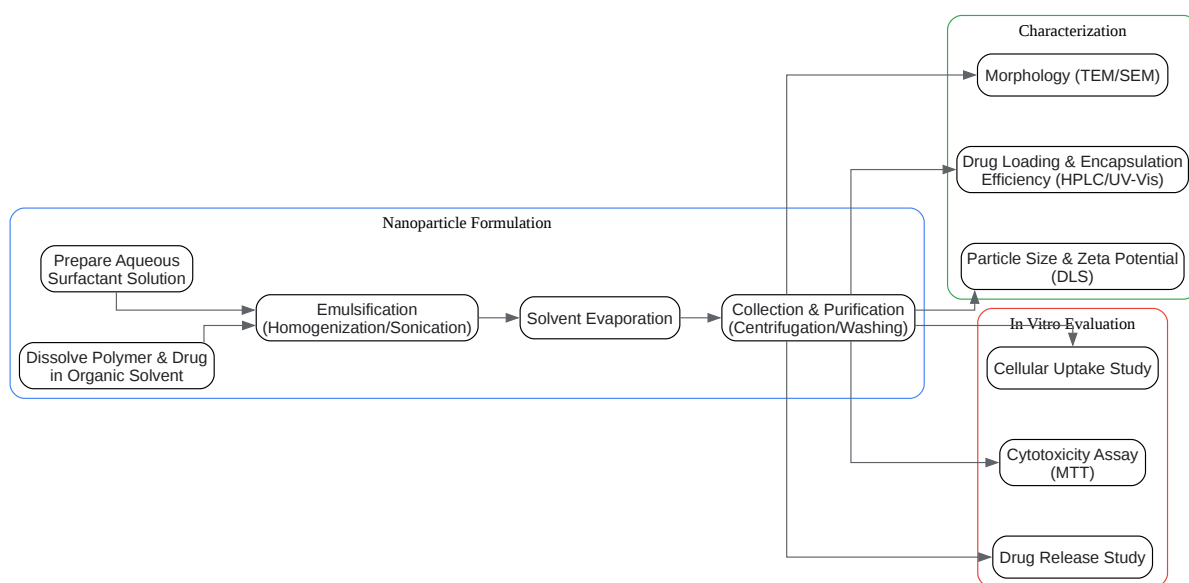 Nanoparticle Formulation
Prepare Aqueous
Surfactant Solution
Dissolve Polymer & Drug
in Organic Solvent
Emulsification
(Homogenization/Sonication)
Solvent Evaporation
Collection & Purification
(Centrifugation/Washing)
Characterization
Morphology (TEM/SEM)
Drug Loading & Encapsulation
Efficiency (HPLC/UV-Vis)
Particle Size & Zeta Potential
(DLS)
In Vitro Evaluation
Cellular Uptake Study
Cytotoxicity Assay
(MTT)
Drug Release Study